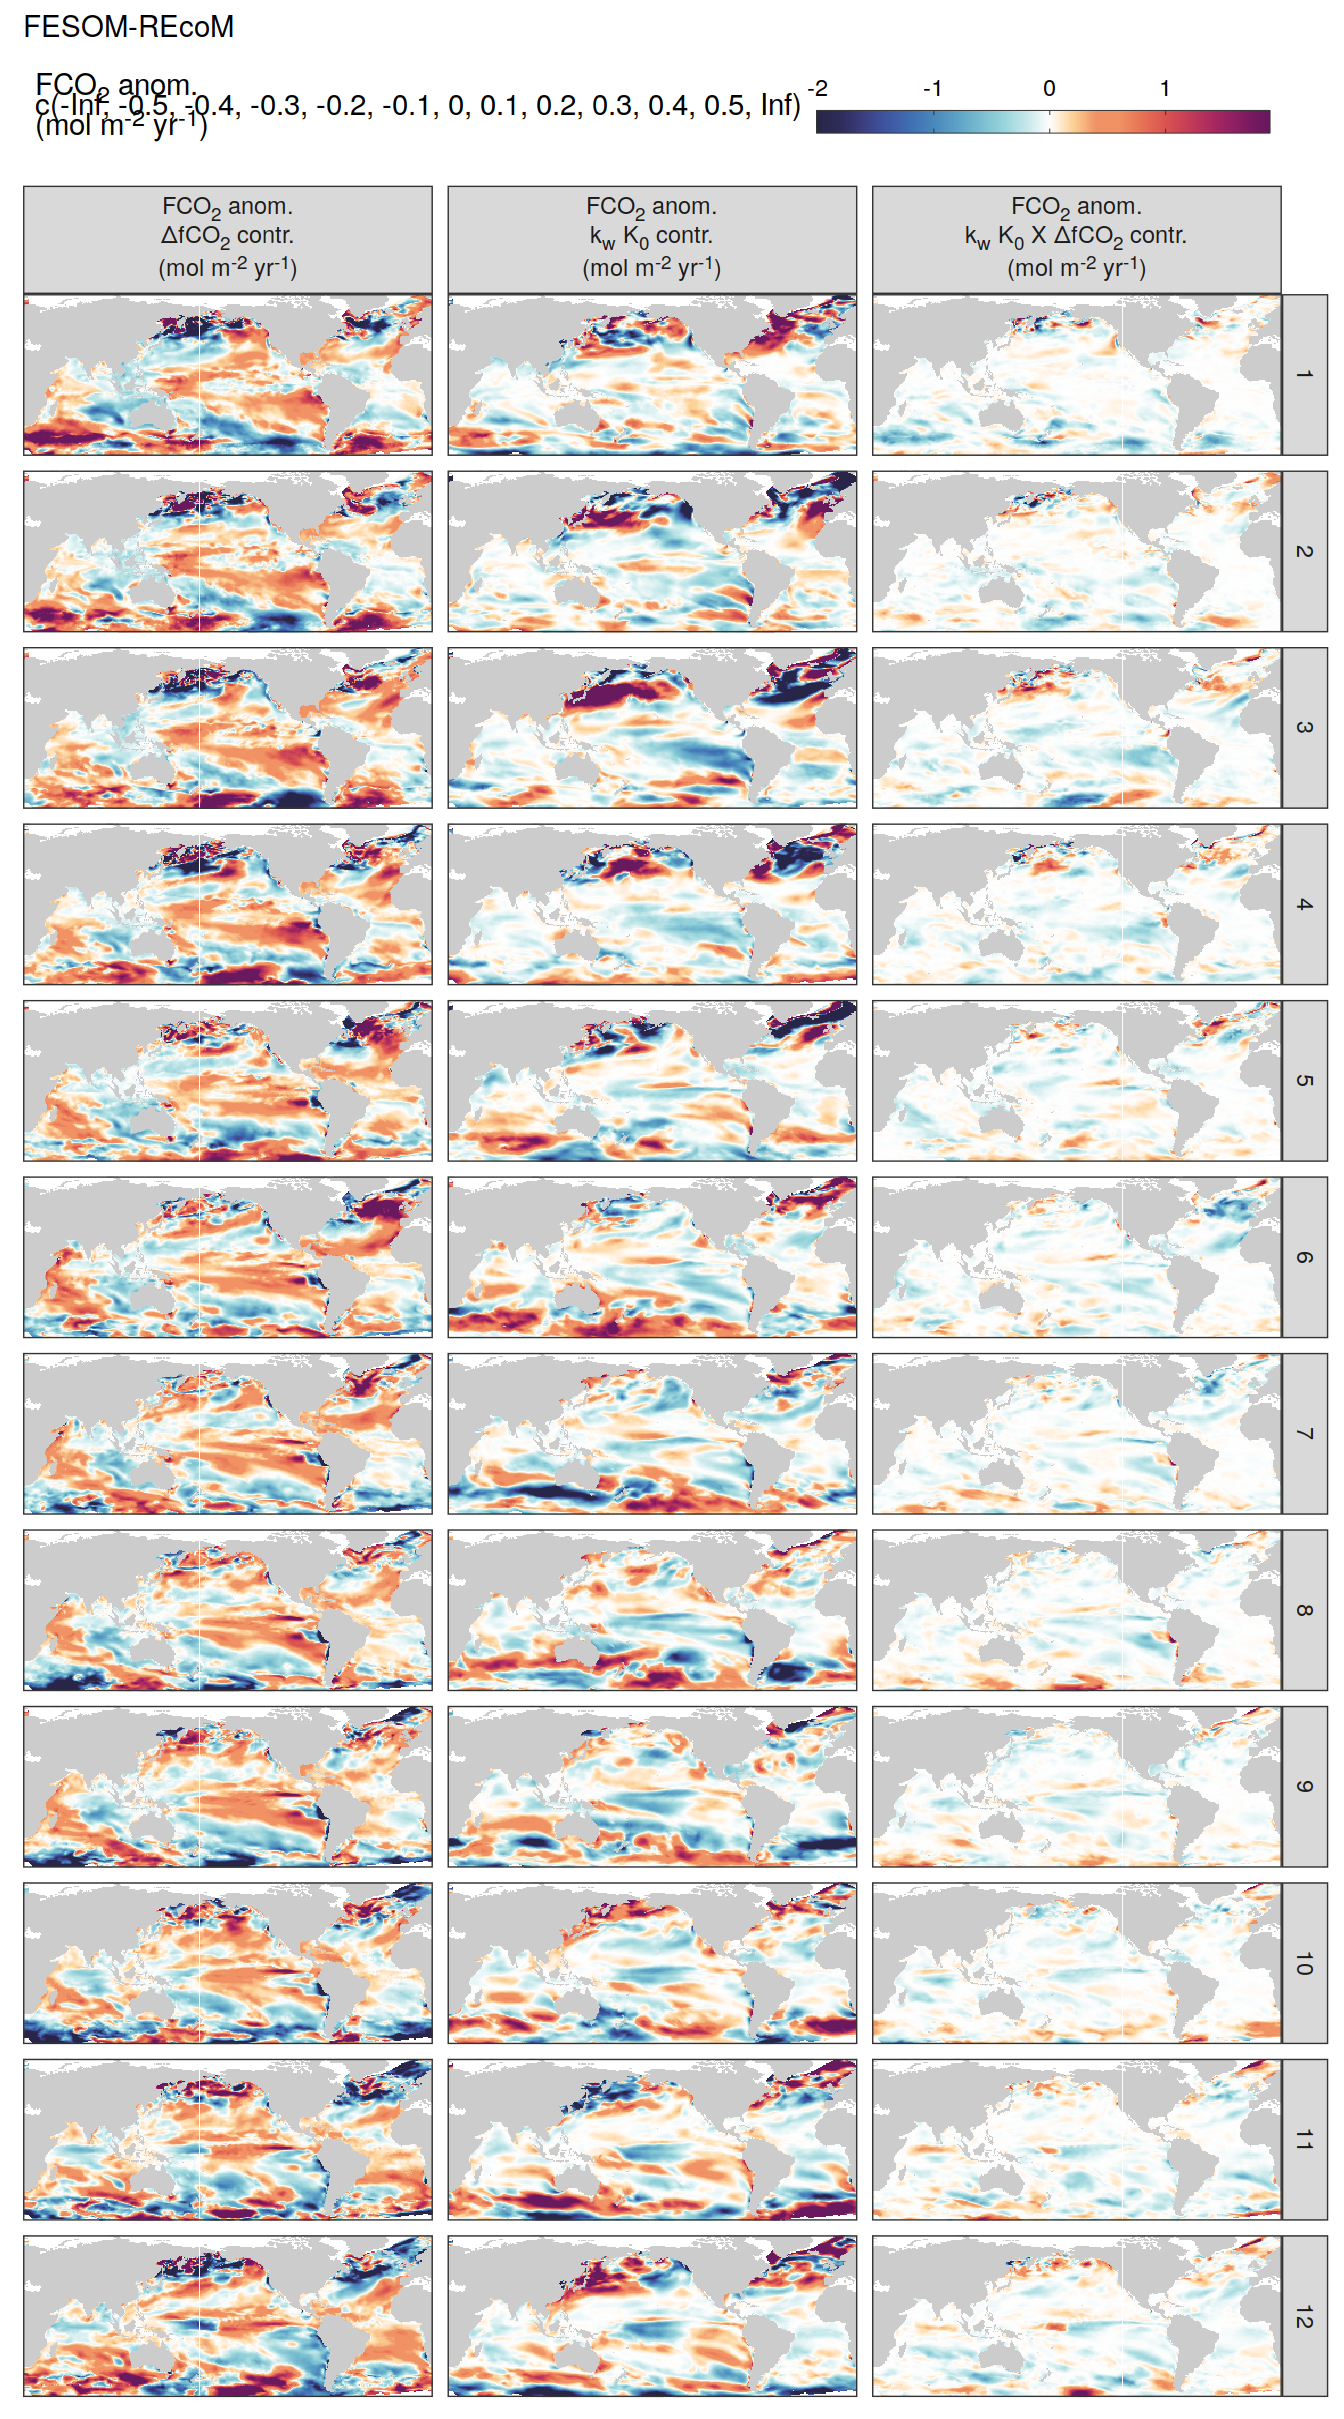 FESOM-REcoM
FCO₂ anom.
c(-Inf, -0.5, -0.4, -0.3, -0.2, -0.1, 0, 0.1, 0.2, 0.3, 0.4, 0.5, Inf)
(mol m⁻² yr⁻¹)
-2 -1 0 1
FCO₂ anom.
ΔfCO₂ contr.
(mol m⁻² yr⁻¹)
FCO₂ anom.
k_w K₀ contr.
(mol m⁻² yr⁻¹)
FCO₂ anom.
k_w K₀ X ΔfCO₂ contr.
(mol m⁻² yr⁻¹)
1
2
3
4
5
6
7
8
9
10
11
12